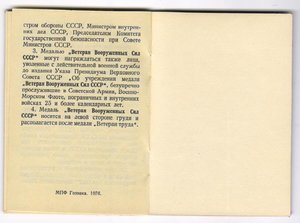 стром обороны СССР, Министром внутрен-
них дел СССР, Председателем Комитета
государственной безопасности при Совете
Министров СССР.
3. Медалью „Ветеран Вооруженных Сил
СССР" могут награждаться также лица,
уволенные с действительной военной службы
до издания Указа Президиума Верховного
Совета СССР „Об учреждении медали
„Ветеран Вооруженных Сил СССР", безупречно
прослужившие в Советской Армии, Военно-
Морском Флоте, пограничных и внутренних
войсках 25 и более календарных лет.
4. Медаль „Ветеран Вооруженных Сил
СССР" носится на левой стороне груди и
располагается после медали „Ветеран труда".
МПФ Гознака. 1976.